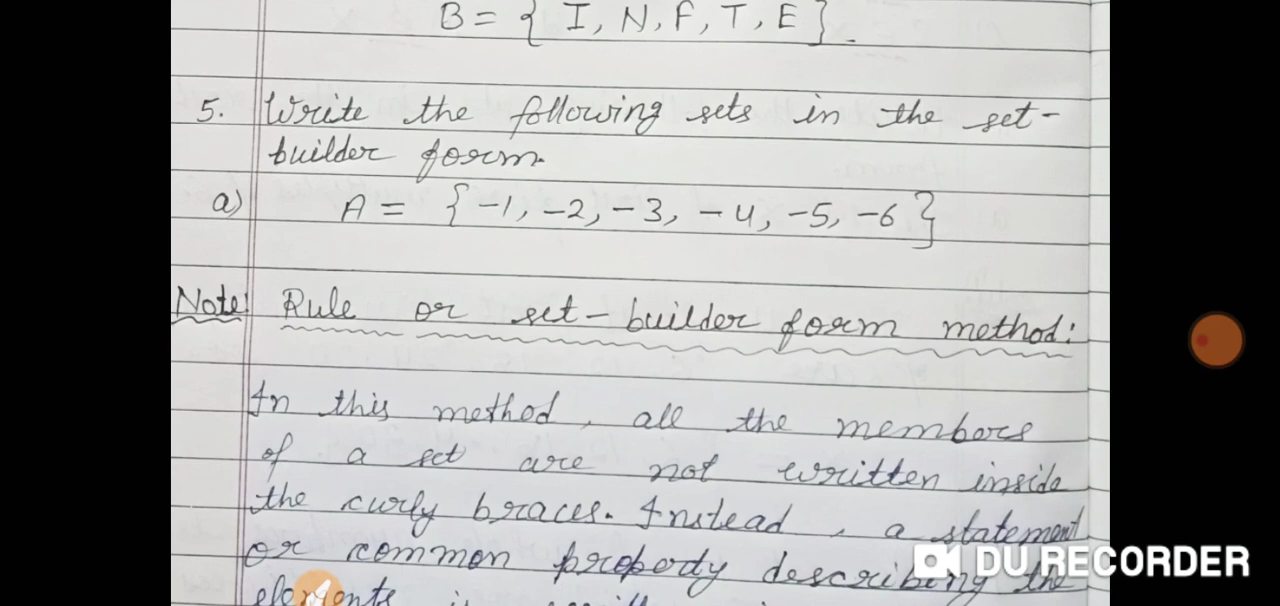 B = { I, N, F, T, E }.
5. Write the following sets in the set-
builder form.
a) A = { -1, -2, -3, -4, -5, -6 }
Note: Rule or set-builder form method:
In this method, all the members
of a set are not written inside
the curly braces. Instead, a statement
or common property describing the
elements is
DU RECORDER